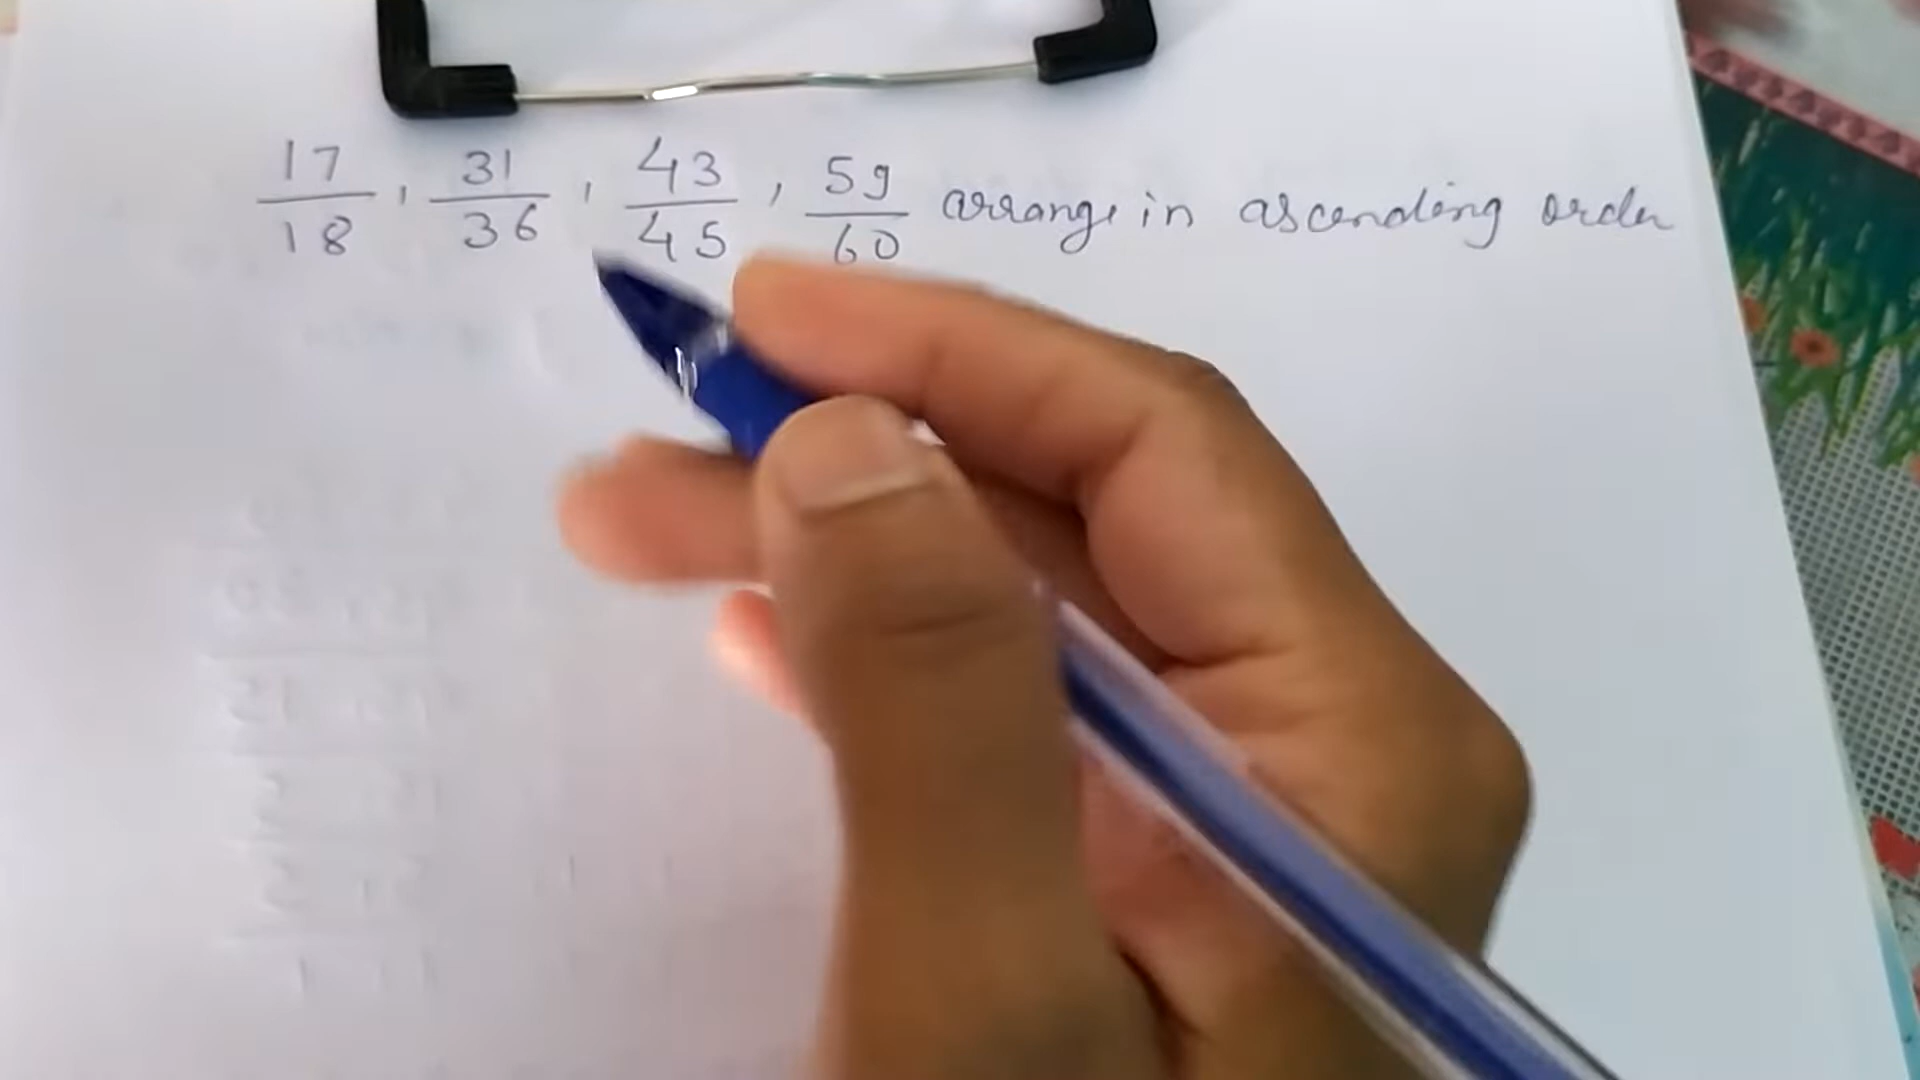 17/18, 31/36, 43/45, 59/60 arrange in ascending order